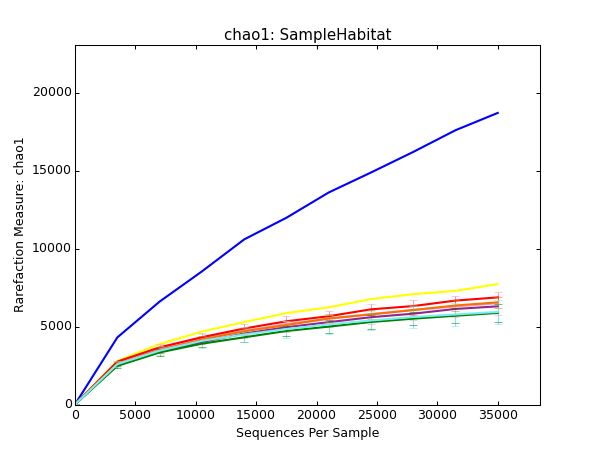 chao1: SampleHabitat
20000
15000
10000
5000
0
0 5000 10000 15000 20000 25000 30000 35000
Sequences Per Sample
Rarefaction Measure: chao1